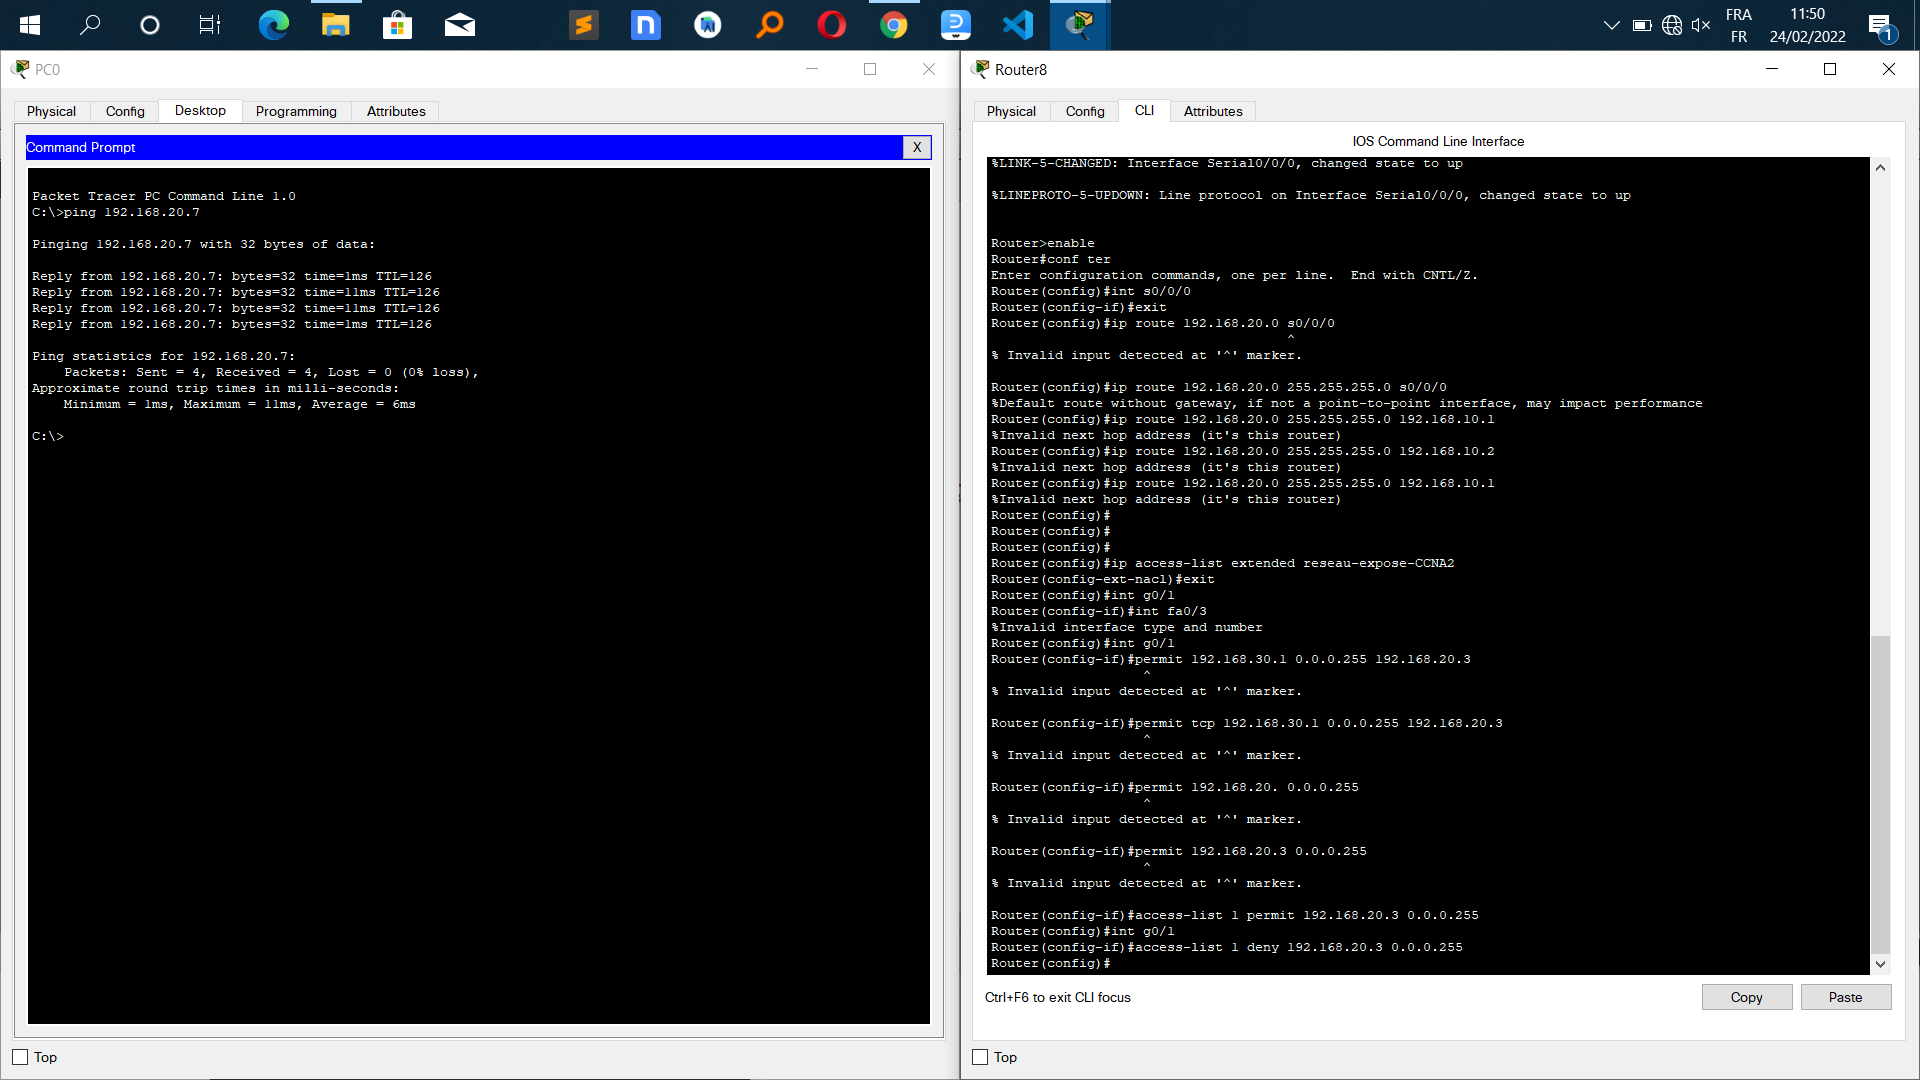 FRA
FR
11:50
24/02/2022
1
PC0
Physical
Config
Desktop
Programming
Attributes
Command Prompt
X
Packet Tracer PC Command Line 1.0
C:\>ping 192.168.20.7
Pinging 192.168.20.7 with 32 bytes of data:
Reply from 192.168.20.7: bytes=32 time=1ms TTL=126
Reply from 192.168.20.7: bytes=32 time=11ms TTL=126
Reply from 192.168.20.7: bytes=32 time=11ms TTL=126
Reply from 192.168.20.7: bytes=32 time=1ms TTL=126
Ping statistics for 192.168.20.7:
Packets: Sent = 4, Received = 4, Lost = 0 (0% loss),
Approximate round trip times in milli-seconds:
Minimum = 1ms, Maximum = 11ms, Average = 6ms
C:\>
Top
Router8
Physical
Config
CLI
Attributes
IOS Command Line Interface
%LINK-5-CHANGED: Interface Serial0/0/0, changed state to up
%LINEPROTO-5-UPDOWN: Line protocol on Interface Serial0/0/0, changed state to up
Router>enable
Router#conf ter
Enter configuration commands, one per line.  End with CNTL/Z.
Router(config)#int s0/0/0
Router(config-if)#exit
Router(config)#ip route 192.168.20.0 s0/0/0
^
% Invalid input detected at '^' marker.
Router(config)#ip route 192.168.20.0 255.255.255.0 s0/0/0
%Default route without gateway, if not a point-to-point interface, may impact performance
Router(config)#ip route 192.168.20.0 255.255.255.0 192.168.10.1
%Invalid next hop address (it's this router)
Router(config)#ip route 192.168.20.0 255.255.255.0 192.168.10.2
%Invalid next hop address (it's this router)
Router(config)#ip route 192.168.20.0 255.255.255.0 192.168.10.1
%Invalid next hop address (it's this router)
Router(config)#
Router(config)#
Router(config)#
Router(config)#ip access-list extended reseau-expose-CCNA2
Router(config-ext-nacl)#exit
Router(config)#int g0/1
Router(config-if)#int fa0/3
%Invalid interface type and number
Router(config)#int g0/1
Router(config-if)#permit 192.168.30.1 0.0.0.255 192.168.20.3
^
% Invalid input detected at '^' marker.
Router(config-if)#permit tcp 192.168.30.1 0.0.0.255 192.168.20.3
^
% Invalid input detected at '^' marker.
Router(config-if)#permit 192.168.20. 0.0.0.255
^
% Invalid input detected at '^' marker.
Router(config-if)#permit 192.168.20.3 0.0.0.255
^
% Invalid input detected at '^' marker.
Router(config-if)#access-list 1 permit 192.168.20.3 0.0.0.255
Router(config)#int g0/1
Router(config-if)#access-list 1 deny 192.168.20.3 0.0.0.255
Router(config)#
Ctrl+F6 to exit CLI focus
Copy
Paste
Top